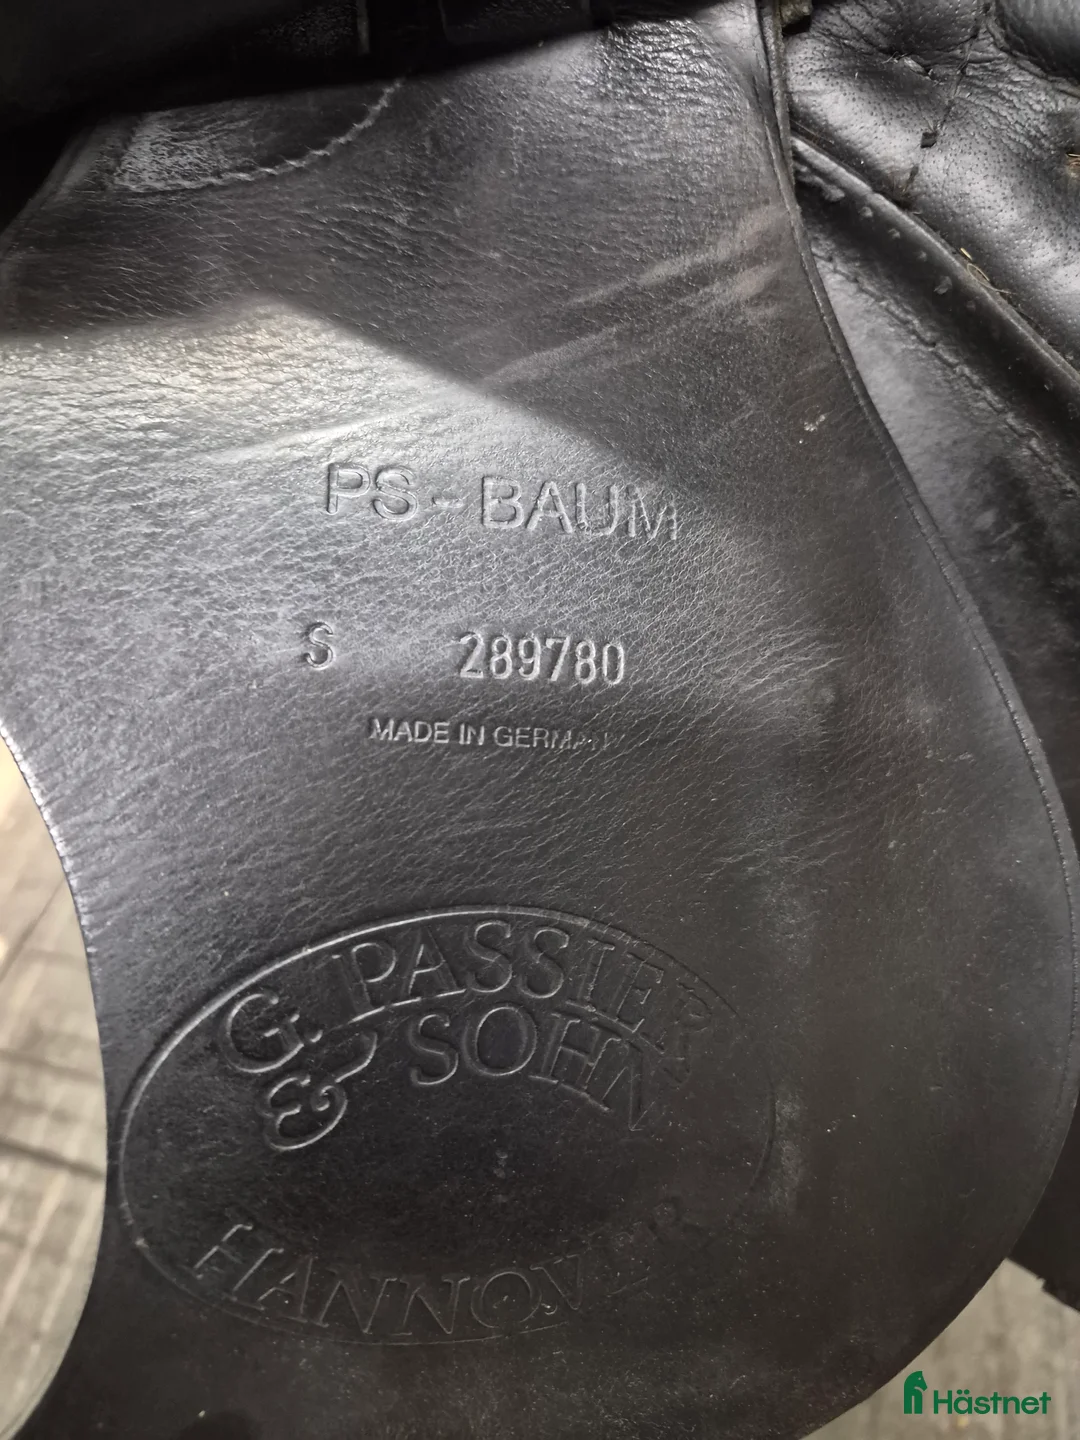 PS-BAUM
S 289780
MADE IN GERMANY
G. PASSIER
& SOHN
HANNOVER
Hästnet